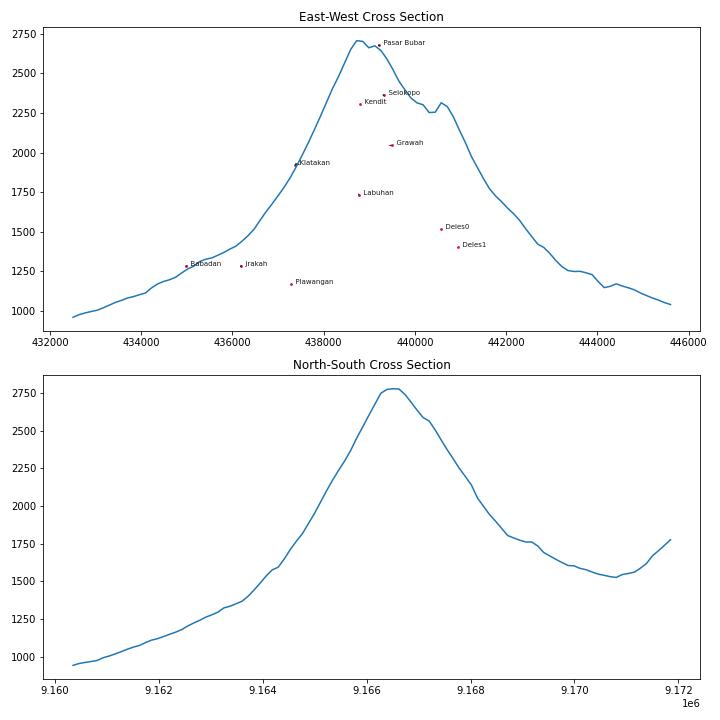 East-West Cross Section
2750
2500
2250
2000
1750
1500
1250
1000
Pasar Bubar
Selokopo
Kendit
Grawah
Klatakan
Labuhan
Deles0
Deles1
Babadan
Jrakah
Plawangan
432000 434000 436000 438000 440000 442000 444000 446000
North-South Cross Section
2750
2500
2250
2000
1750
1500
1250
1000
9.160 9.162 9.164 9.166 9.168 9.170 9.172
1e6